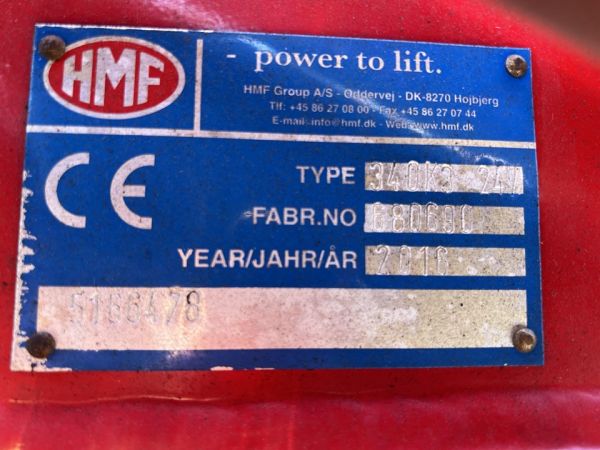 HMF
- power to lift.
HMF Group A/S - Oddervej - DK-8270 Hojbjerg
Tlf: +45 86 27 08 00 - Fax +45 86 27 07 44
E-mail: info@hmf.dk - Web: www.hmf.dk
CE
TYPE
FABR.NO
YEAR/JAHR/ÅR 2016